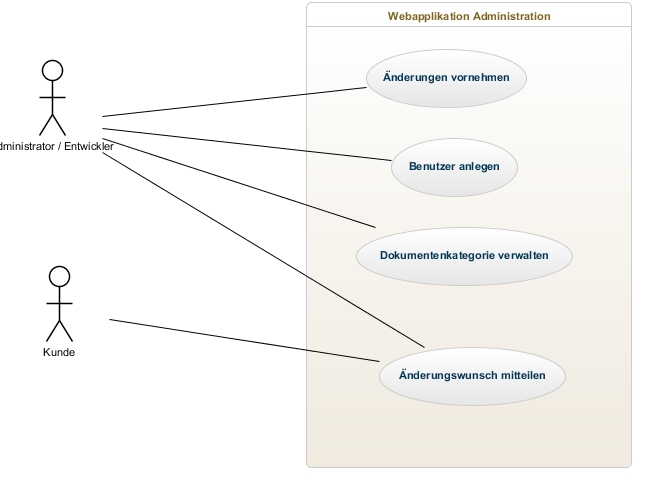 Webapplikation Administration
Änderungen vornehmen
dministrator / Entwickler
Benutzer anlegen
Dokumentenkategorie verwalten
Kunde
Änderungswunsch mitteilen